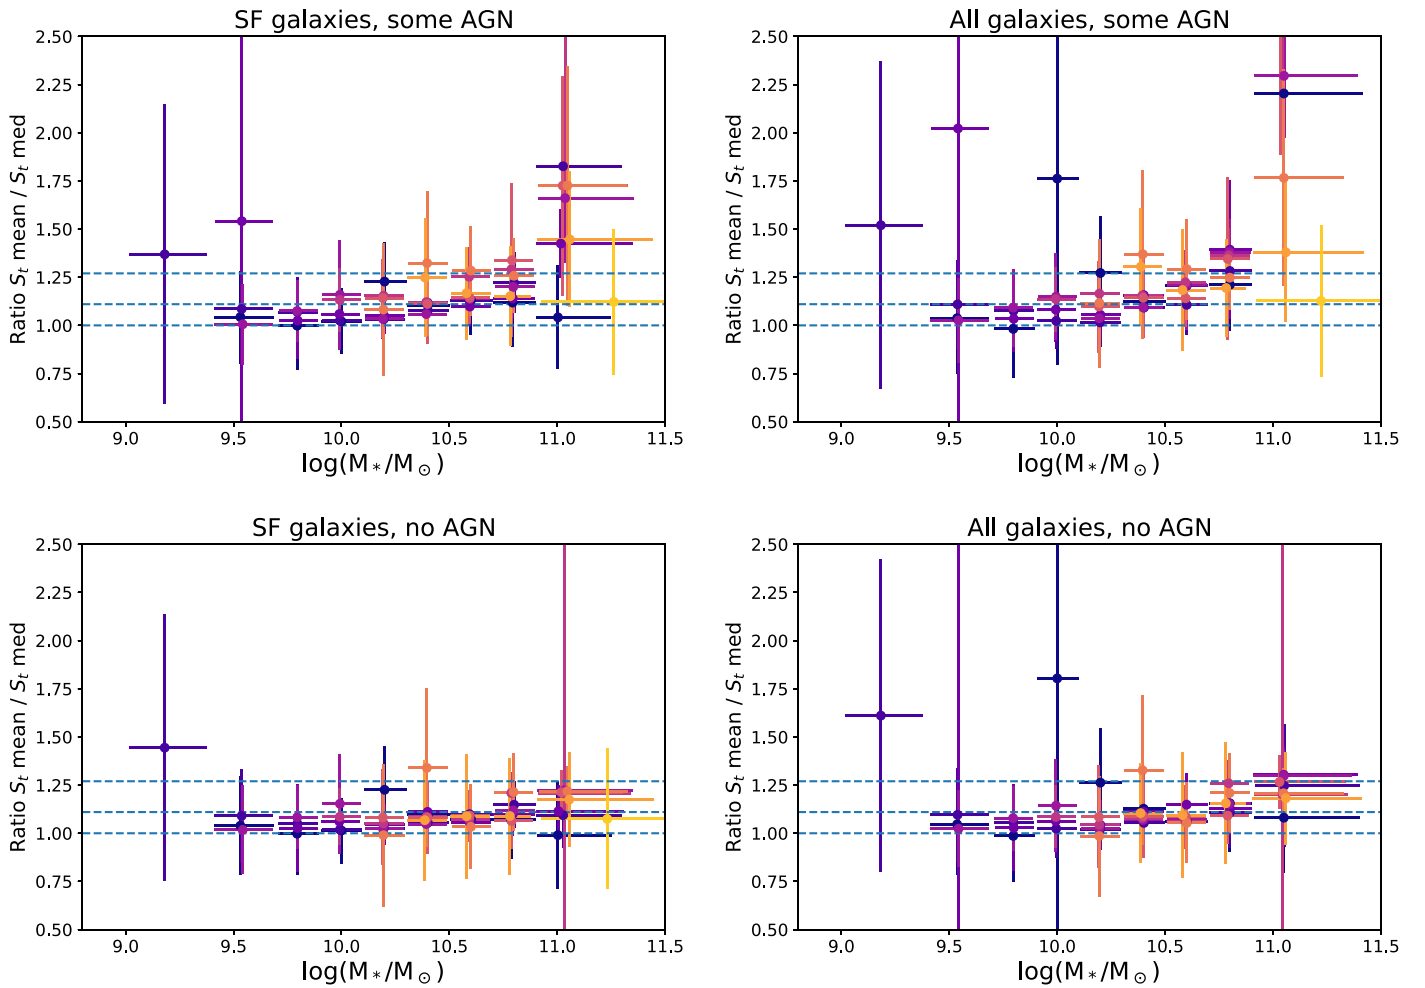 SF galaxies, some AGN
2.50
2.25
2.00
1.75
1.50
1.25
1.00
0.75
0.50
Ratio S_t mean / S_t med
9.0 9.5 10.0 10.5 11.0 11.5
log(M_*/M_⊙)
All galaxies, some AGN
2.50
2.25
2.00
1.75
1.50
1.25
1.00
0.75
0.50
Ratio S_t mean / S_t med
9.0 9.5 10.0 10.5 11.0 11.5
log(M_*/M_⊙)
SF galaxies, no AGN
2.50
2.25
2.00
1.75
1.50
1.25
1.00
0.75
0.50
Ratio S_t mean / S_t med
9.0 9.5 10.0 10.5 11.0 11.5
log(M_*/M_⊙)
All galaxies, no AGN
2.50
2.25
2.00
1.75
1.50
1.25
1.00
0.75
0.50
Ratio S_t mean / S_t med
9.0 9.5 10.0 10.5 11.0 11.5
log(M_*/M_⊙)